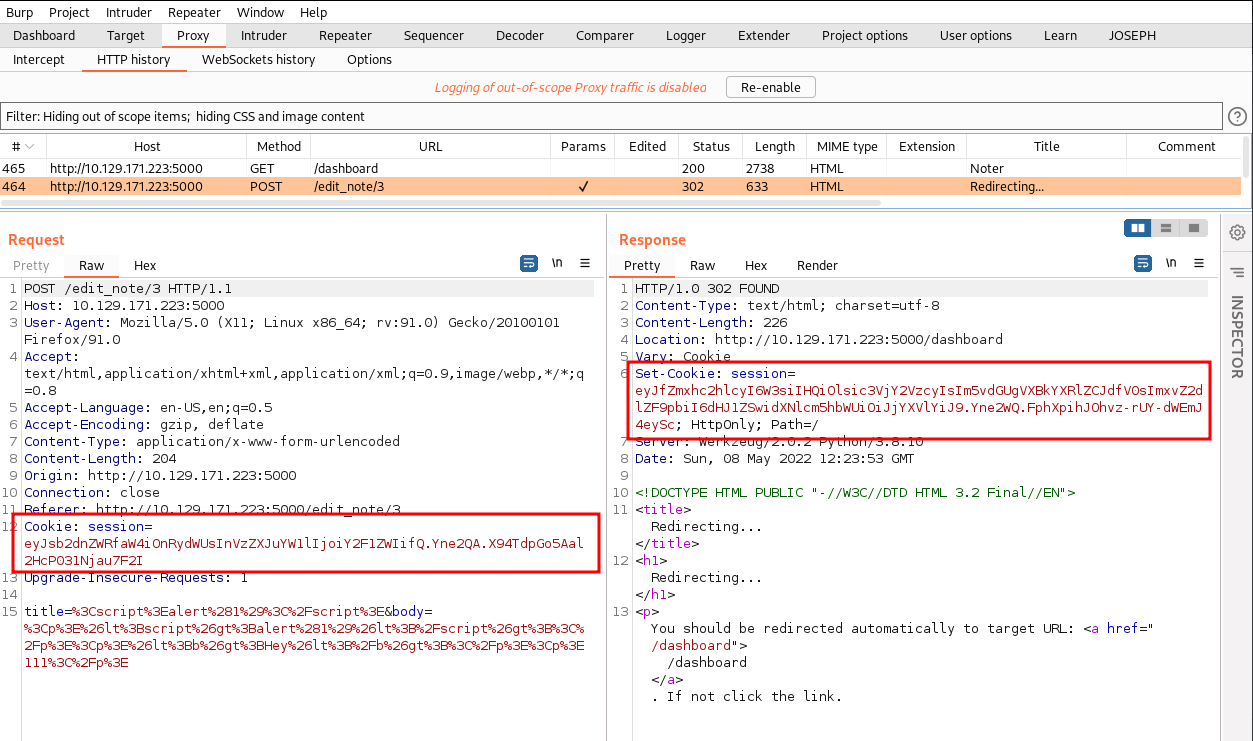 Burp Project Intruder Repeater Window Help
Dashboard Target Proxy Intruder Repeater Sequencer Decoder Comparer Logger Extender Project options User options Learn JOSEPH
Intercept HTTP history WebSockets history Options
Logging of out-of-scope Proxy traffic is disabled Re-enable
Filter: Hiding out of scope items; hiding CSS and image content
# Host Method URL Params Edited Status Length MIME type Extension Title Comment
465 http://10.129.171.223:5000 GET /dashboard 200 2738 HTML Noter
464 http://10.129.171.223:5000 POST /edit_note/3 ✓ 302 633 HTML Redirecting...
Request
Pretty Raw Hex \n
1 POST /edit_note/3 HTTP/1.1
2 Host: 10.129.171.223:5000
3 User-Agent: Mozilla/5.0 (X11; Linux x86_64; rv:91.0) Gecko/20100101
Firefox/91.0
4 Accept:
text/html,application/xhtml+xml,application/xml;q=0.9,image/webp,*/*;q
=0.8
5 Accept-Language: en-US,en;q=0.5
6 Accept-Encoding: gzip, deflate
7 Content-Type: application/x-www-form-urlencoded
8 Content-Length: 204
9 Origin: http://10.129.171.223:5000
10 Connection: close
11 Referer: http://10.129.171.223:5000/edit_note/3
12 Cookie: session=
eyJsb2dnZWRfaW4iOnRydWUsInVzZXJuYW1lIjoiY2F1ZWIifQ.Yne2QA.X94TdpGo5Aal
2HcP031Njau7F2I
13 Upgrade-Insecure-Requests: 1
14
15 title=%3Cscript%3Ealert%281%29%3C%2Fscript%3E&body=
%3Cp%3E%26lt%3Bscript%26gt%3Balert%281%29%26lt%3B%2Fscript%26gt%3B%3C%
2Fp%3E%3Cp%3E%26lt%3Bb%26gt%3BHey%26lt%3B%2Fb%26gt%3B%3C%2Fp%3E%3Cp%3E
111%3C%2Fp%3E
Response
Pretty Raw Hex Render \n
1 HTTP/1.0 302 FOUND
2 Content-Type: text/html; charset=utf-8
3 Content-Length: 226
4 Location: http://10.129.171.223:5000/dashboard
5 Vary: Cookie
6 Set-Cookie: session=
eyJfZmxhc2hlcyI6W3siIHQiOlsic3VjY2VzcyIsIm5vdGUgVXBkYXRlZCJdfV0sImxvZ2d
lZF9pbiI6dHJ1ZSwidXNlcm5hbWUiOiJjYXVlYiJ9.Yne2WQ.FphXpihJOhvz-rUY-dWEmJ
4eySc; HttpOnly; Path=/
7 Server: Werkzeug/2.0.2 Python/3.8.10
8 Date: Sun, 08 May 2022 12:23:53 GMT
9
10 <!DOCTYPE HTML PUBLIC "-//W3C//DTD HTML 3.2 Final//EN">
11 <title>
Redirecting...
</title>
12 <h1>
Redirecting...
</h1>
13 <p>
You should be redirected automatically to target URL: <a href="
/dashboard">
/dashboard
</a>
. If not click the link.
INSPECTOR